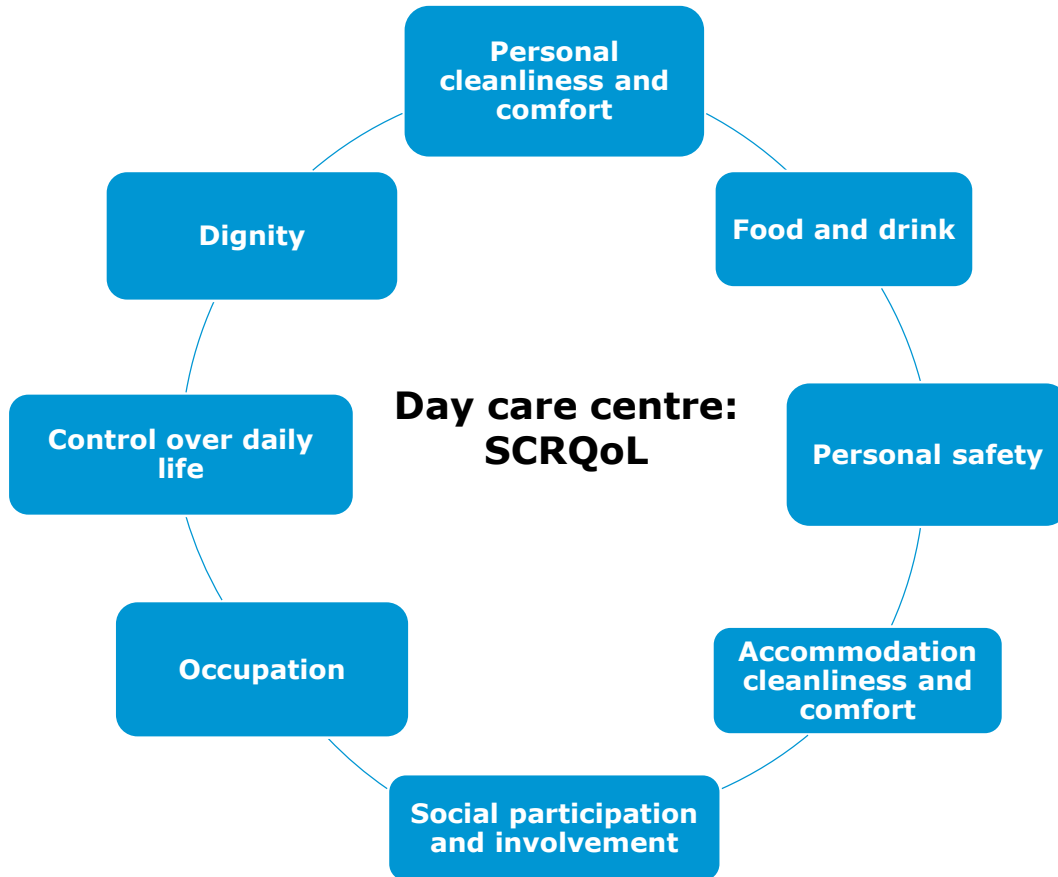 Personal
cleanliness and
comfort
Food and drink
Personal safety
Accommodation
cleanliness and
comfort
Social participation
and involvement
Occupation
Control over daily
life
Dignity
Day care centre:
SCRQoL